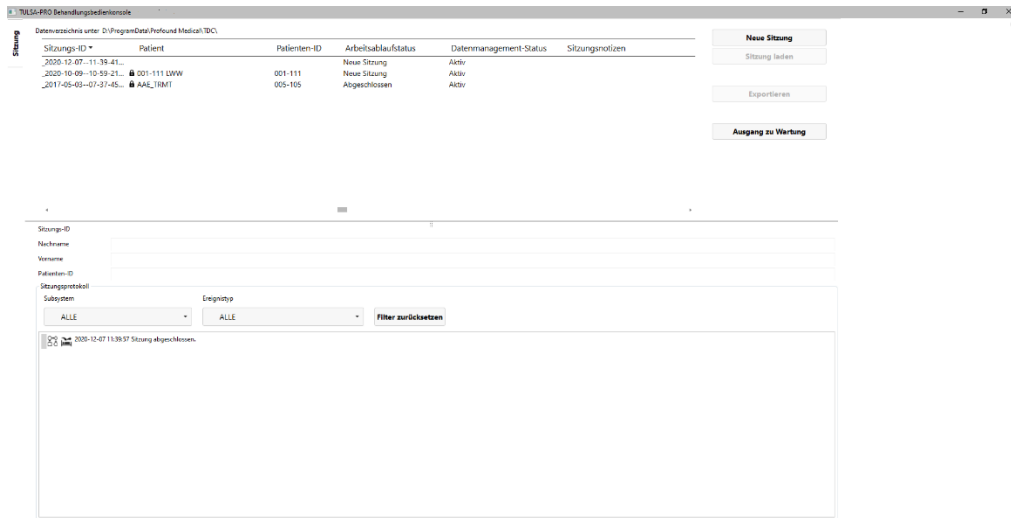 TULSA-PRO Behandlungsbedienkonsole
Sitzung
Datenverzeichnis unter D:\ProgramData\Profound Medical\TDC\
Sitzungs-ID Patient Patienten-ID Arbeitsablaufstatus Datenmanagement-Status Sitzungsnotizen
_2020-12-07--11-39-41... Neue Sitzung Aktiv
_2020-10-09--10-59-21... 001-111 LWW 001-111 Neue Sitzung Aktiv
_2017-05-03--07-37-45... AAE_TRMT 005-105 Abgeschlossen Aktiv
Neue Sitzung
Sitzung laden
Exportieren
Ausgang zu Wartung
Sitzungs-ID
Nachname
Vorname
Patienten-ID
Sitzungsprotokoll
Subsystem Ereignistyp
ALLE ALLE Filter zurücksetzen
2020-12-07 11:39:57 Sitzung abgeschlossen.